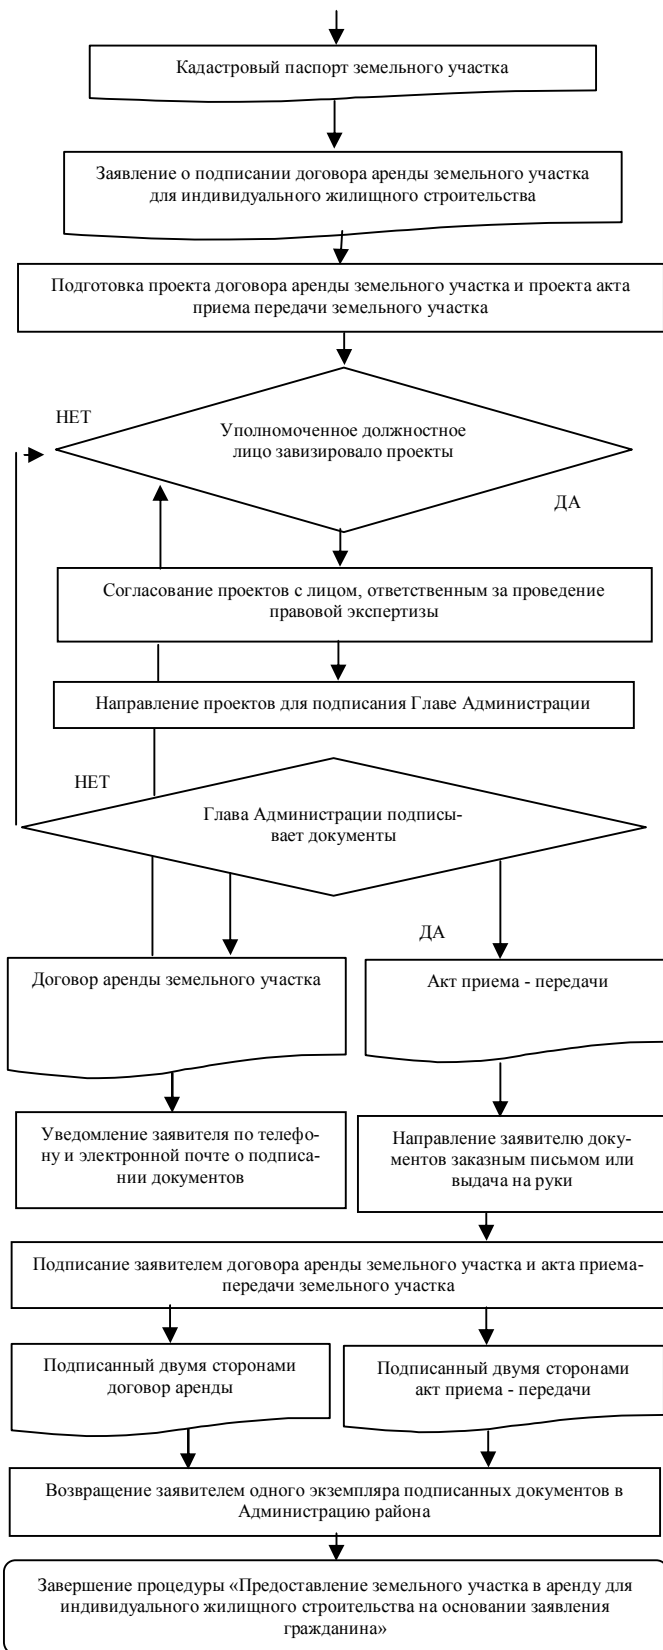 Кадастровый паспорт земельного участка
Заявление о подписании договора аренды земельного участка
для индивидуального жилищного строительства
Подготовка проекта договора аренды земельного участка и проекта акта
приема передачи земельного участка
НЕТ
Уполномоченное должностное
лицо завизировало проекты
ДА
Согласование проектов с лицом, ответственным за проведение
правовой экспертизы
Направление проектов для подписания Главе Администрации
НЕТ
Глава Администрации подписы-
вает документы
ДА
Договор аренды земельного участка
Акт приема - передачи
Уведомление заявителя по телефо-
ну и электронной почте о подписа-
нии документов
Направление заявителю доку-
ментов заказным письмом или
выдача на руки
Подписание заявителем договора аренды земельного участка и акта приема-
передачи земельного участка
Подписанный двумя сторонами
договор аренды
Подписанный двумя сторонами
акт приема - передачи
Возвращение заявителем одного экземпляра подписанных документов в
Администрацию района
Завершение процедуры «Предоставление земельного участка в аренду для
индивидуального жилищного строительства на основании заявления
гражданина»